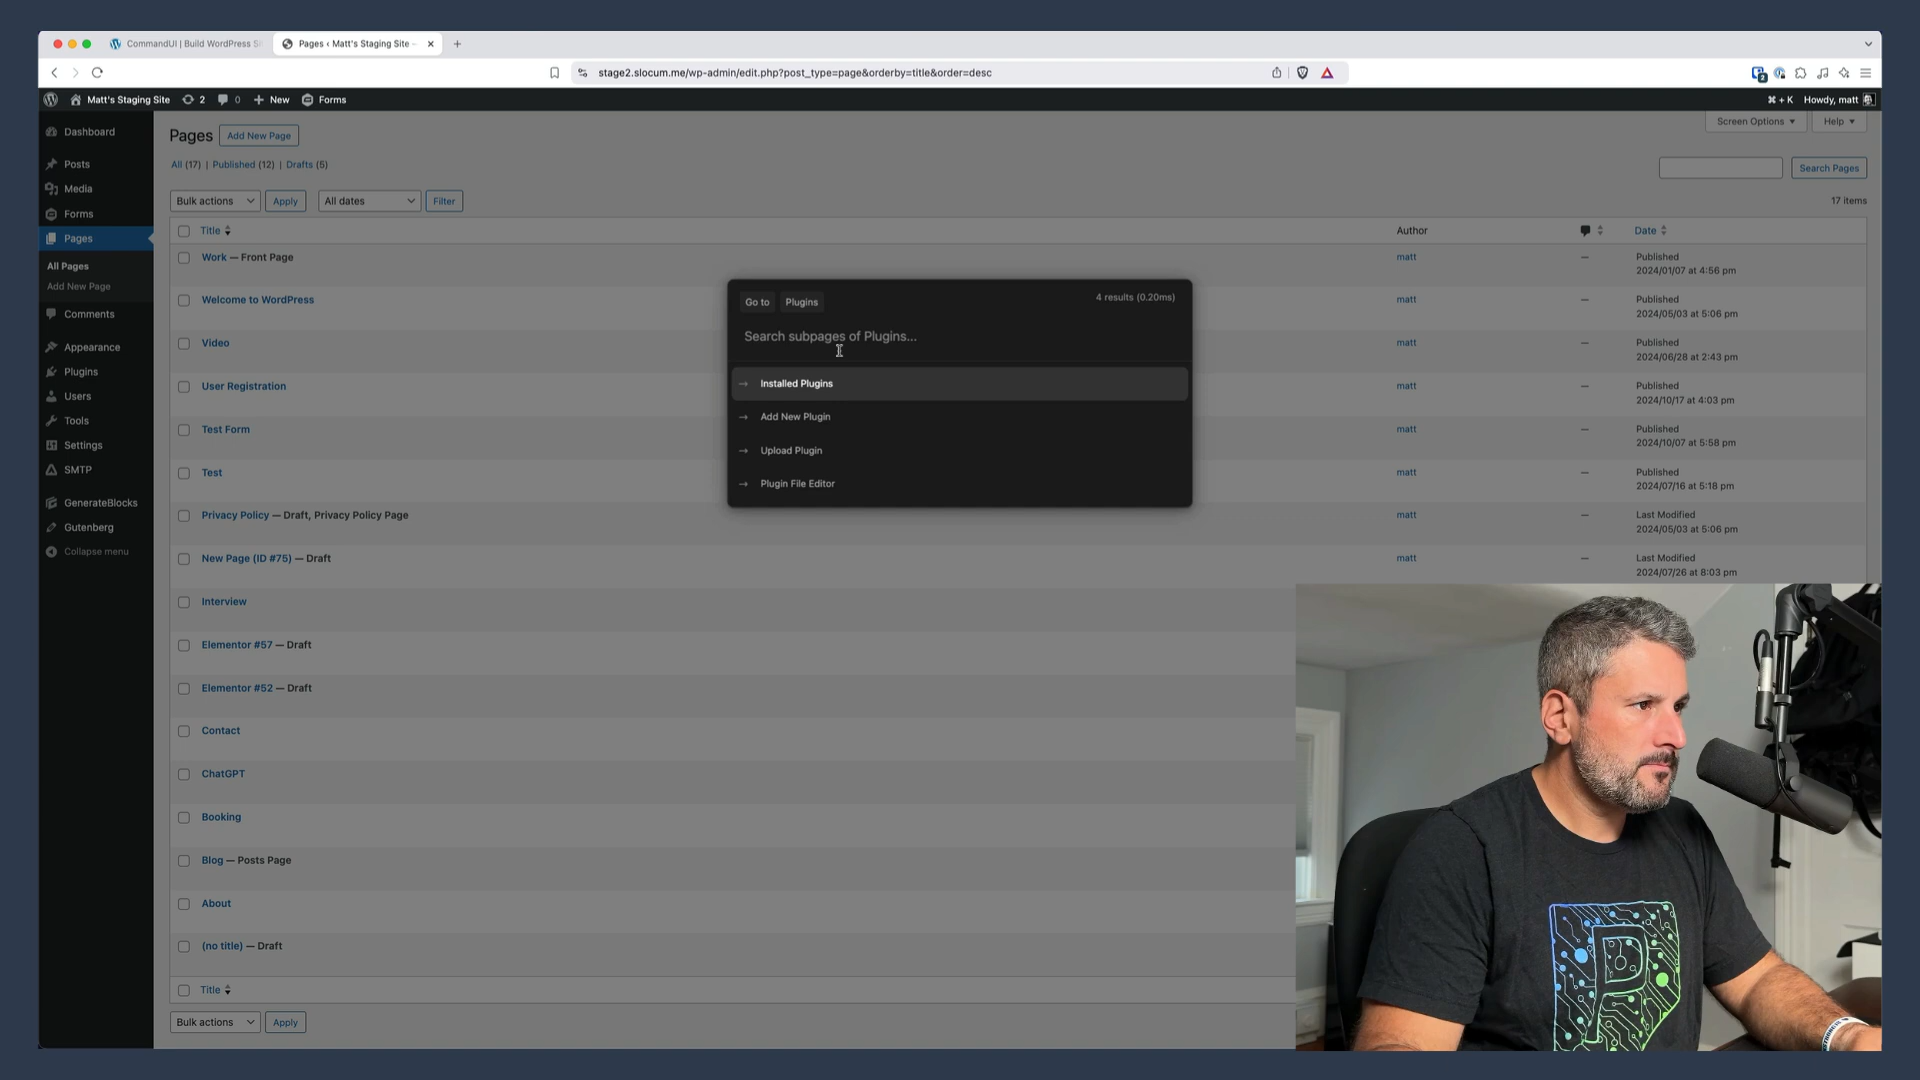 CommandUI | Build WordPress Si
Pages ‹ Matt's Staging Site –
stage2.slocum.me/wp-admin/edit.php?post_type=page&orderby=title&order=desc
Matt's Staging Site
2
0
+ New
Forms
⌘ + K
Howdy, matt
Dashboard
Posts
Media
Forms
Pages
All Pages
Add New Page
Comments
Appearance
Plugins
Users
Tools
Settings
SMTP
GenerateBlocks
Gutenberg
Collapse menu
Pages
Add New Page
Screen Options
Help
All (17) | Published (12) | Drafts (5)
Search Pages
Bulk actions
Apply
All dates
Filter
17 items
Title
Author
Date
Work — Front Page
matt
—
Published
2024/01/07 at 4:56 pm
Welcome to WordPress
matt
—
Published
2024/05/03 at 5:06 pm
Video
matt
—
Published
2024/06/28 at 2:43 pm
User Registration
matt
—
Published
2024/10/17 at 4:03 pm
Test Form
matt
—
Published
2024/10/07 at 5:58 pm
Test
matt
—
Published
2024/07/16 at 5:18 pm
Privacy Policy — Draft, Privacy Policy Page
matt
—
Last Modified
2024/05/03 at 5:06 pm
New Page (ID #75) — Draft
matt
—
Last Modified
2024/07/26 at 8:03 pm
Interview
Elementor #57 — Draft
Elementor #52 — Draft
Contact
ChatGPT
Booking
Blog — Posts Page
About
(no title) — Draft
Title
Bulk actions
Apply
Go to
Plugins
4 results (0.20ms)
Search subpages of Plugins...
→ Installed Plugins
→ Add New Plugin
→ Upload Plugin
→ Plugin File Editor
P